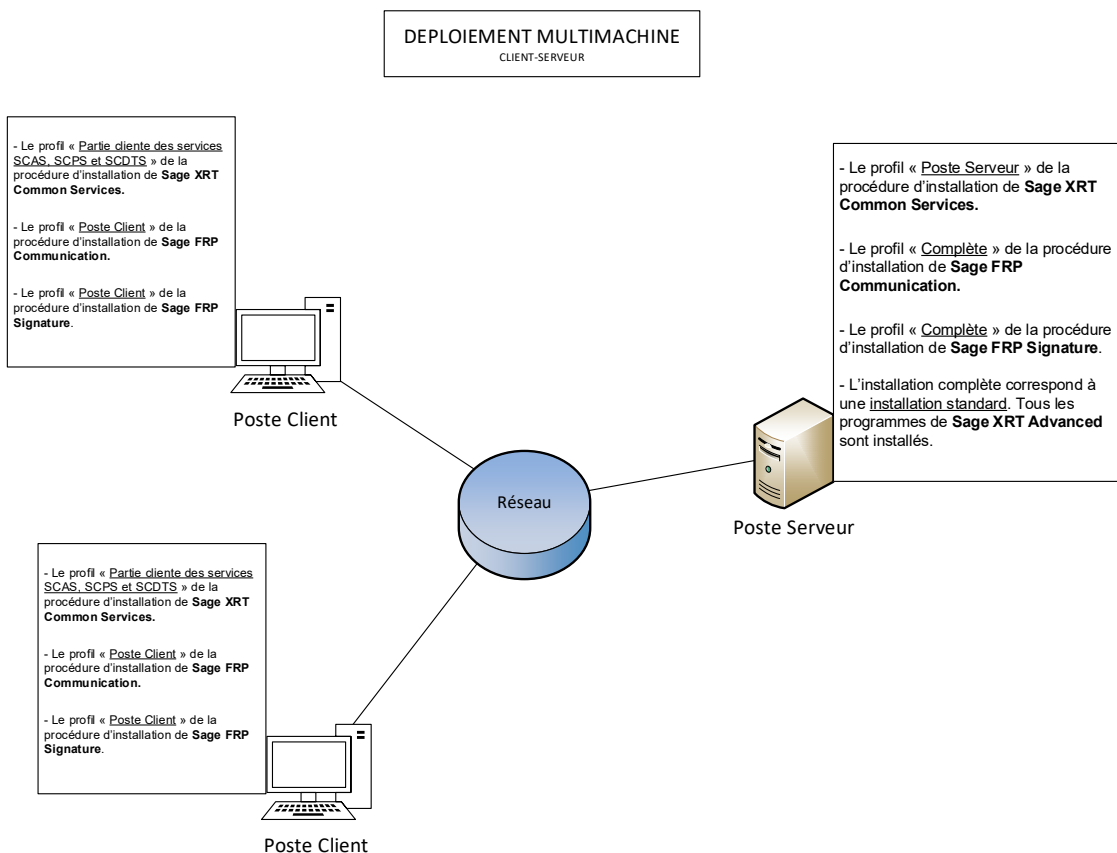 DEPLOIEMENT MULTIMACHINE
CLIENT-SERVEUR
- Le profil « Partie cliente des services
SCAS, SCPS et SCDTS » de la
procédure d'installation de Sage XRT
Common Services.
- Le profil « Poste Client » de la
procédure d'installation de Sage FRP
Communication.
- Le profil « Poste Client » de la
procédure d'installation de Sage FRP
Signature.
Poste Client
- Le profil « Poste Serveur » de la
procédure d'installation de Sage XRT
Common Services.
- Le profil « Complète » de la procédure
d'installation de Sage FRP
Communication.
- Le profil « Complète » de la procédure
d'installation de Sage FRP Signature.
- L'installation complète correspond à
une installation standard. Tous les
programmes de Sage XRT Advanced
sont installés.
Poste Serveur
Réseau
- Le profil « Partie cliente des services
SCAS, SCPS et SCDTS » de la
procédure d'installation de Sage XRT
Common Services.
- Le profil « Poste Client » de la
procédure d'installation de Sage FRP
Communication.
- Le profil « Poste Client » de la
procédure d'installation de Sage FRP
Signature.
Poste Client